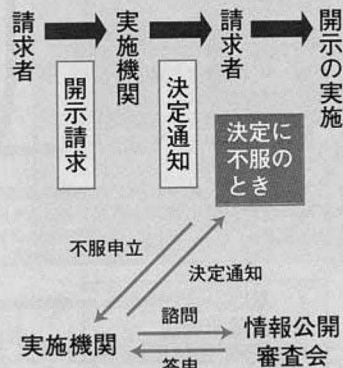 請求者
実施機関
請求者
開示の実施
開示請求
決定通知
決定に
不服の
とき
不服申立
決定通知
諮問
実施機関
情報公開
審査会
答申